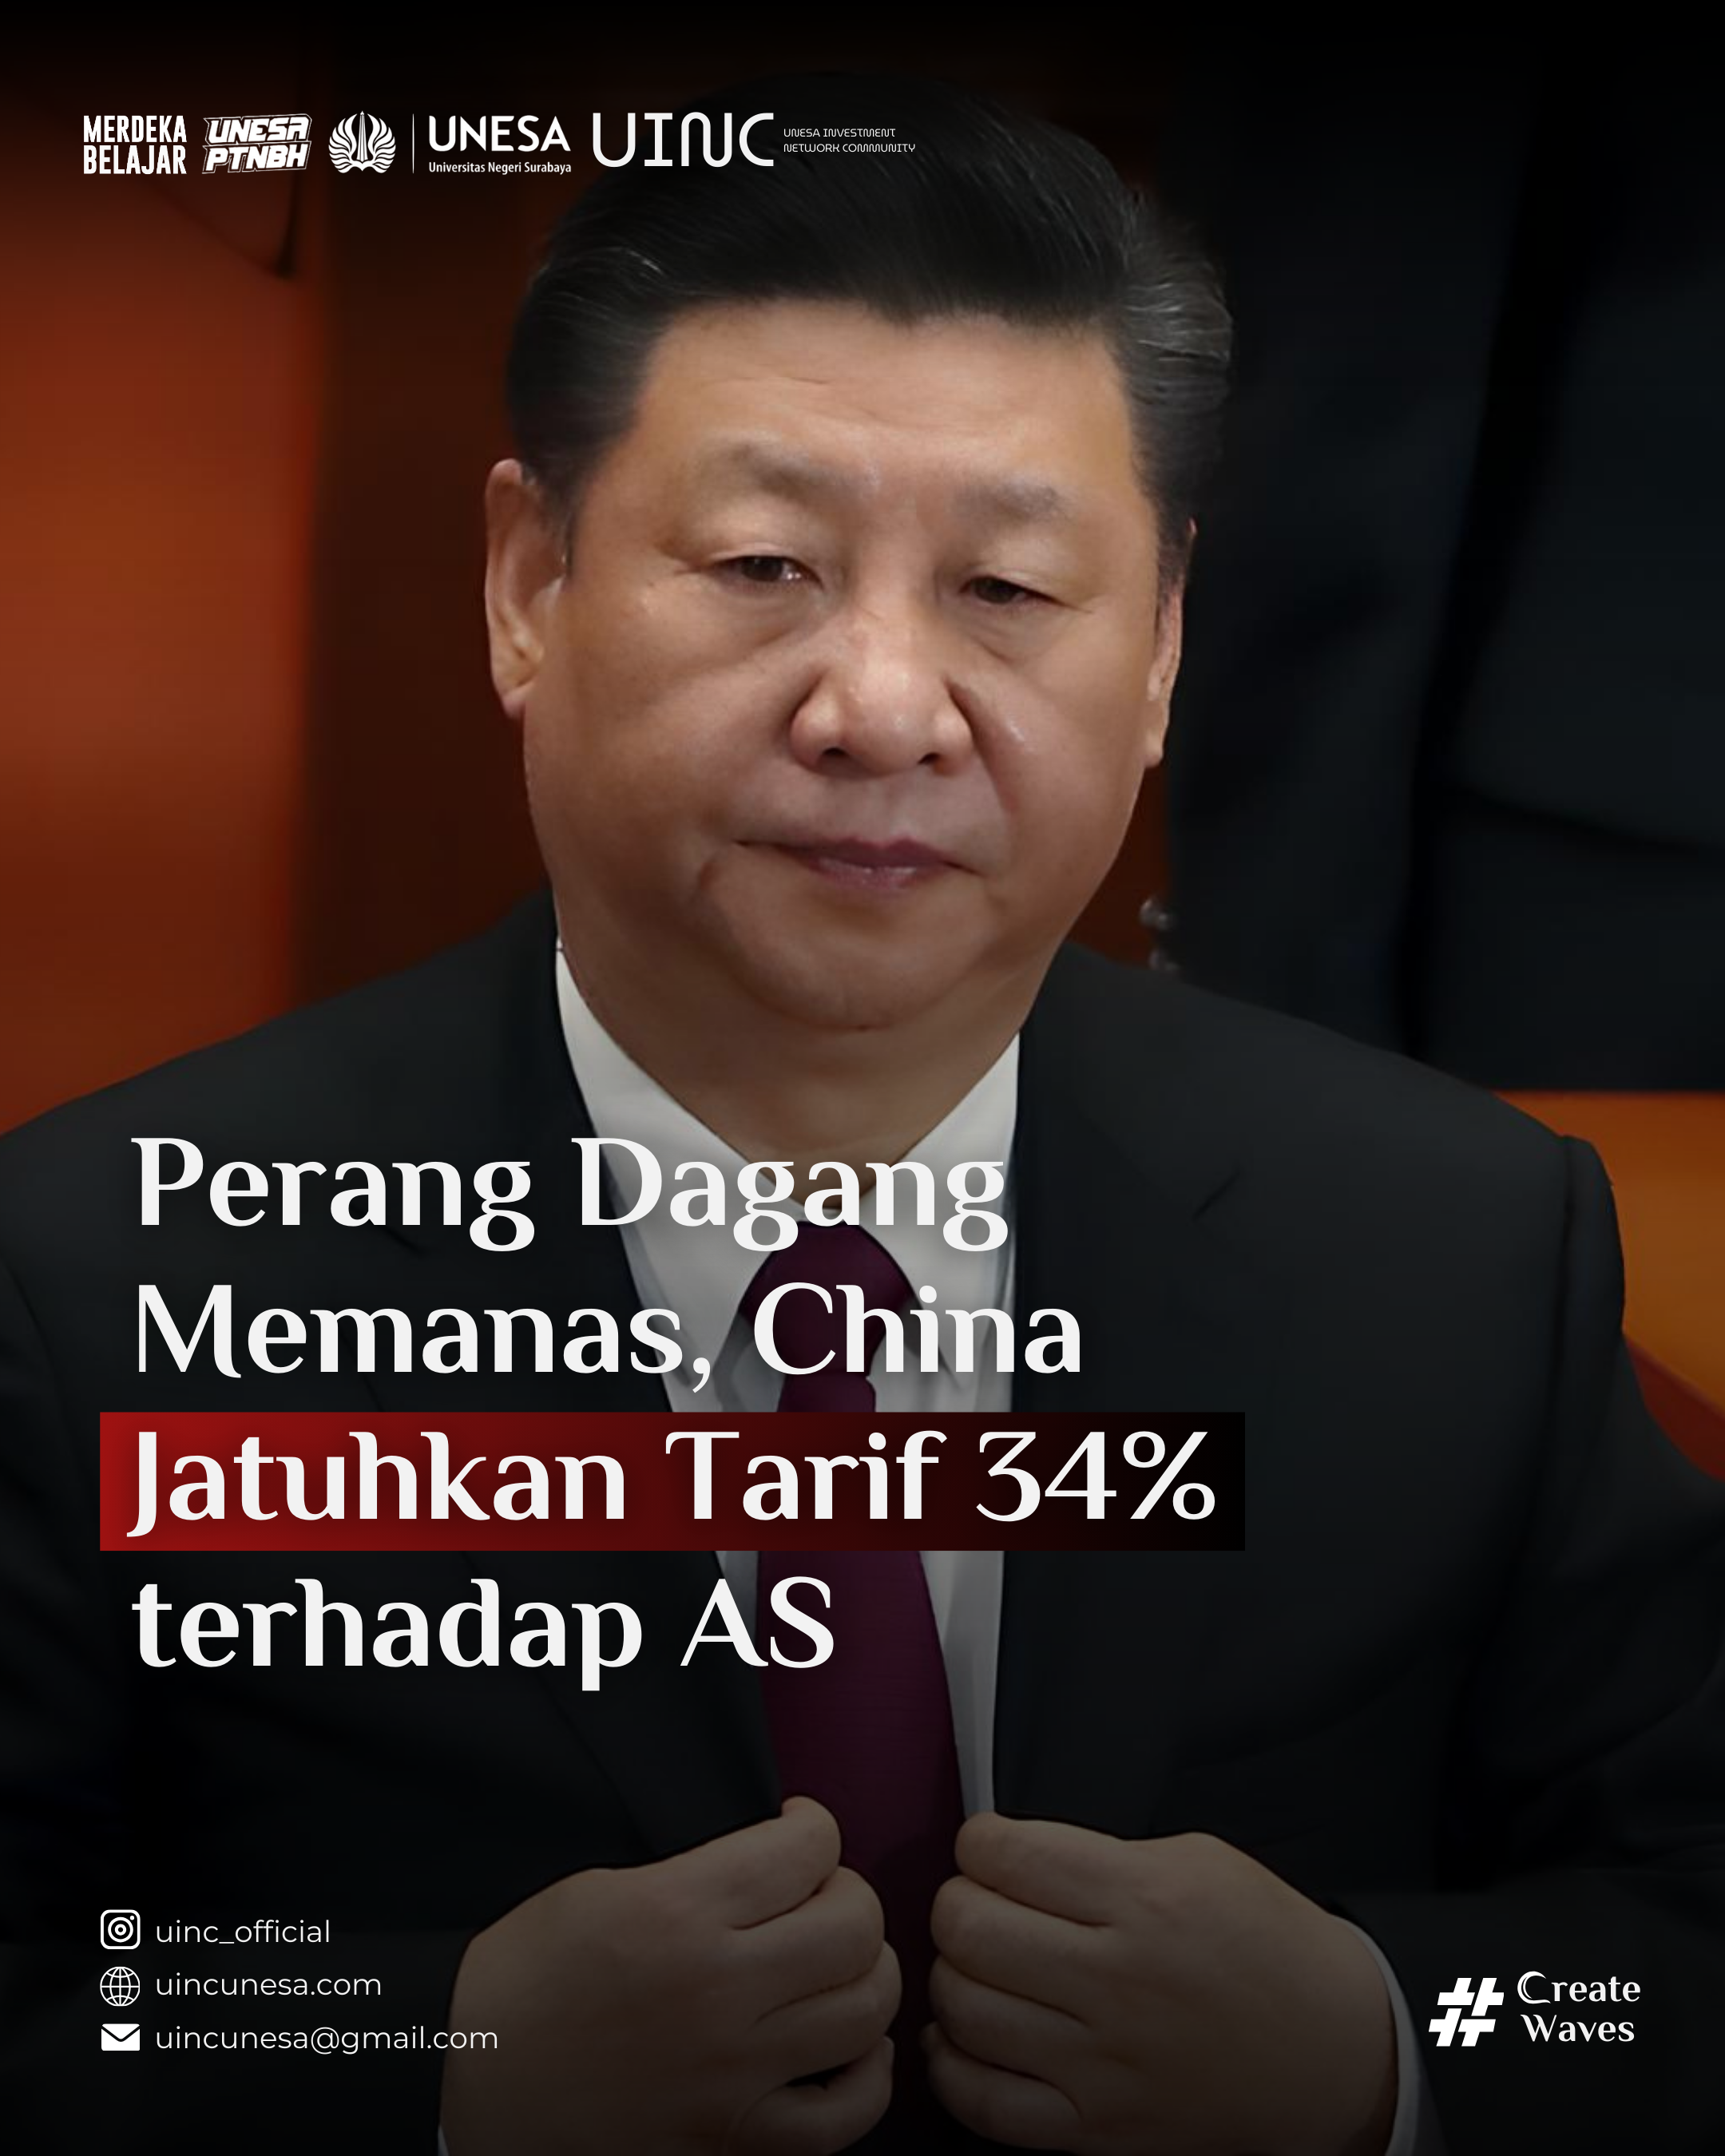 MERDEKA
BELAJAR
UNESA
PTNBH
UNESA
Universitas Negeri Surabaya
UINC
UNESA INVESTMENT
NETWORK COMMUNITY
Perang Dagang
Memanas, China
Jatuhkan Tarif 34%
terhadap AS
uinc_official
uincunesa.com
uincunesa@gmail.com
# Create
Waves